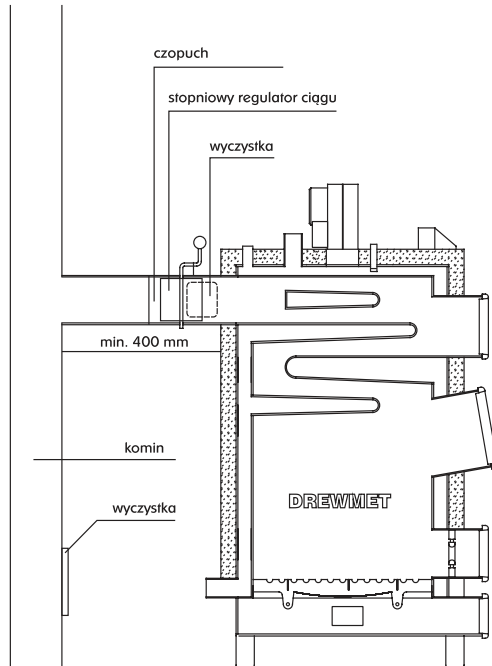 czopuch
stopniowy regulator ciągu
wyczystka
min. 400 mm
komin
wyczystka
DREWMET